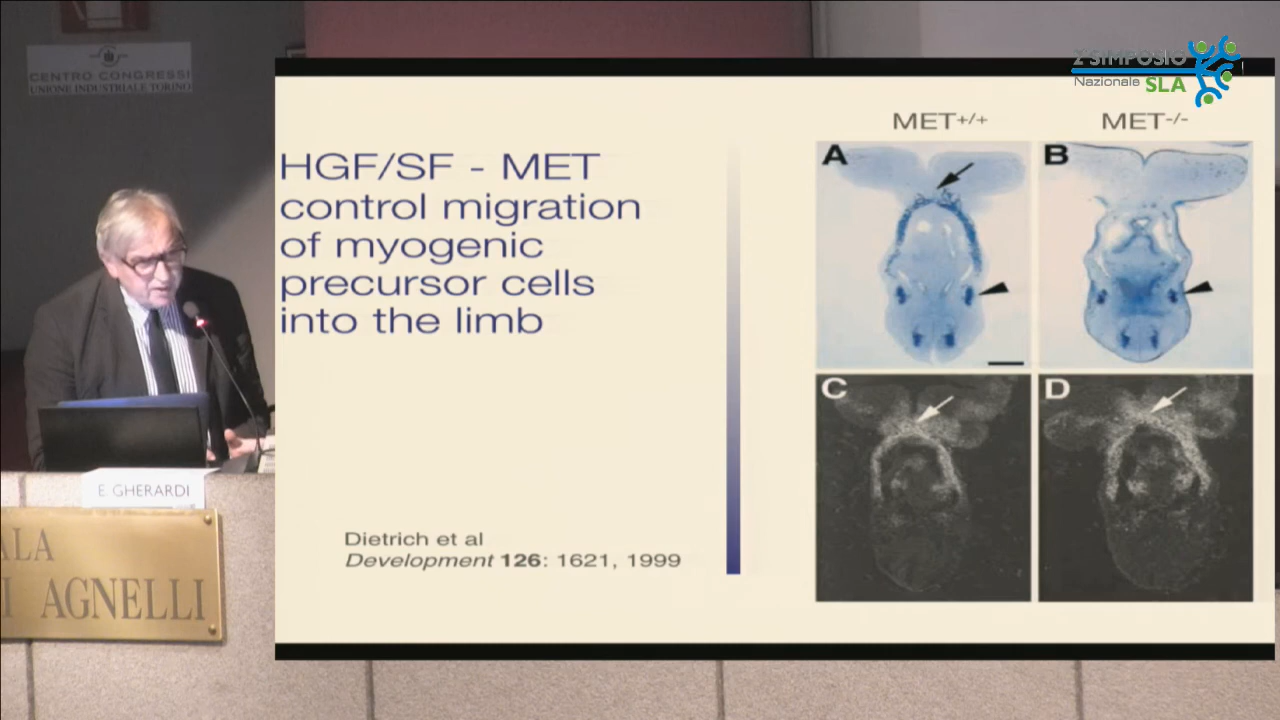 CENTRO CONGRESSI
UNIONE INDUSTRIALE TORINO
2°SIMPOSIO
Nazionale SLA
MET+/+
MET-/-
HGF/SF - MET
control migration
of myogenic
precursor cells
into the limb
A
B
C
D
Dietrich et al
Development 126: 1621, 1999
E. GHERARDI
ALA
I AGNELLI